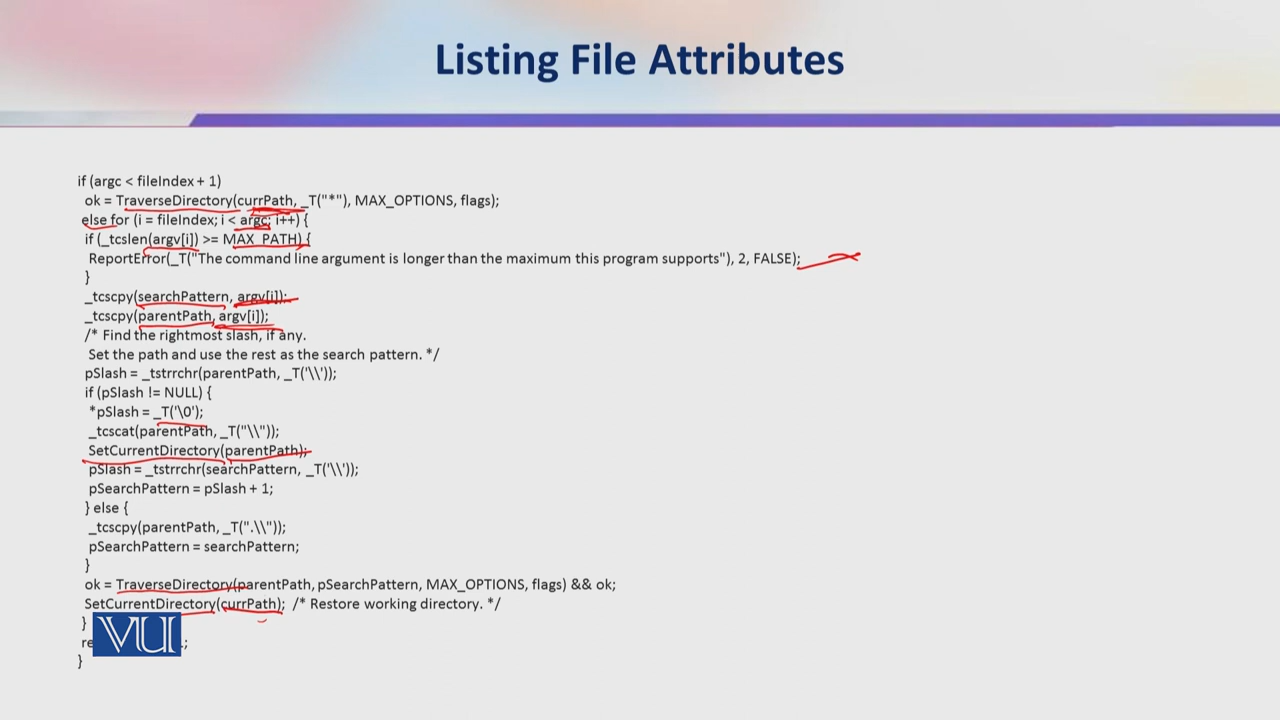 Listing File Attributes
if (argc < fileIndex + 1)
ok = TraverseDirectory(currPath, _T("*"), MAX_OPTIONS, flags);
else for (i = fileIndex; i < argc; i++) {
if (_tcslen(argv[i]) >= MAX_PATH) {
ReportError(_T("The command line argument is longer than the maximum this program supports"), 2, FALSE);
}
_tcscpy(searchPattern, argv[i]);
_tcscpy(parentPath, argv[i]);
/* Find the rightmost slash, if any.
Set the path and use the rest as the search pattern. */
pSlash = _tstrrchr(parentPath, _T('\\'));
if (pSlash != NULL) {
*pSlash = _T('\0');
_tcscat(parentPath, _T("\\"));
SetCurrentDirectory(parentPath);
pSlash = _tstrrchr(searchPattern, _T('\\'));
pSearchPattern = pSlash + 1;
} else {
_tcscpy(parentPath, _T(".\\"));
pSearchPattern = searchPattern;
}
ok = TraverseDirectory(parentPath, pSearchPattern, MAX_OPTIONS, flags) && ok;
SetCurrentDirectory(currPath); /* Restore working directory. */
}
VU
}